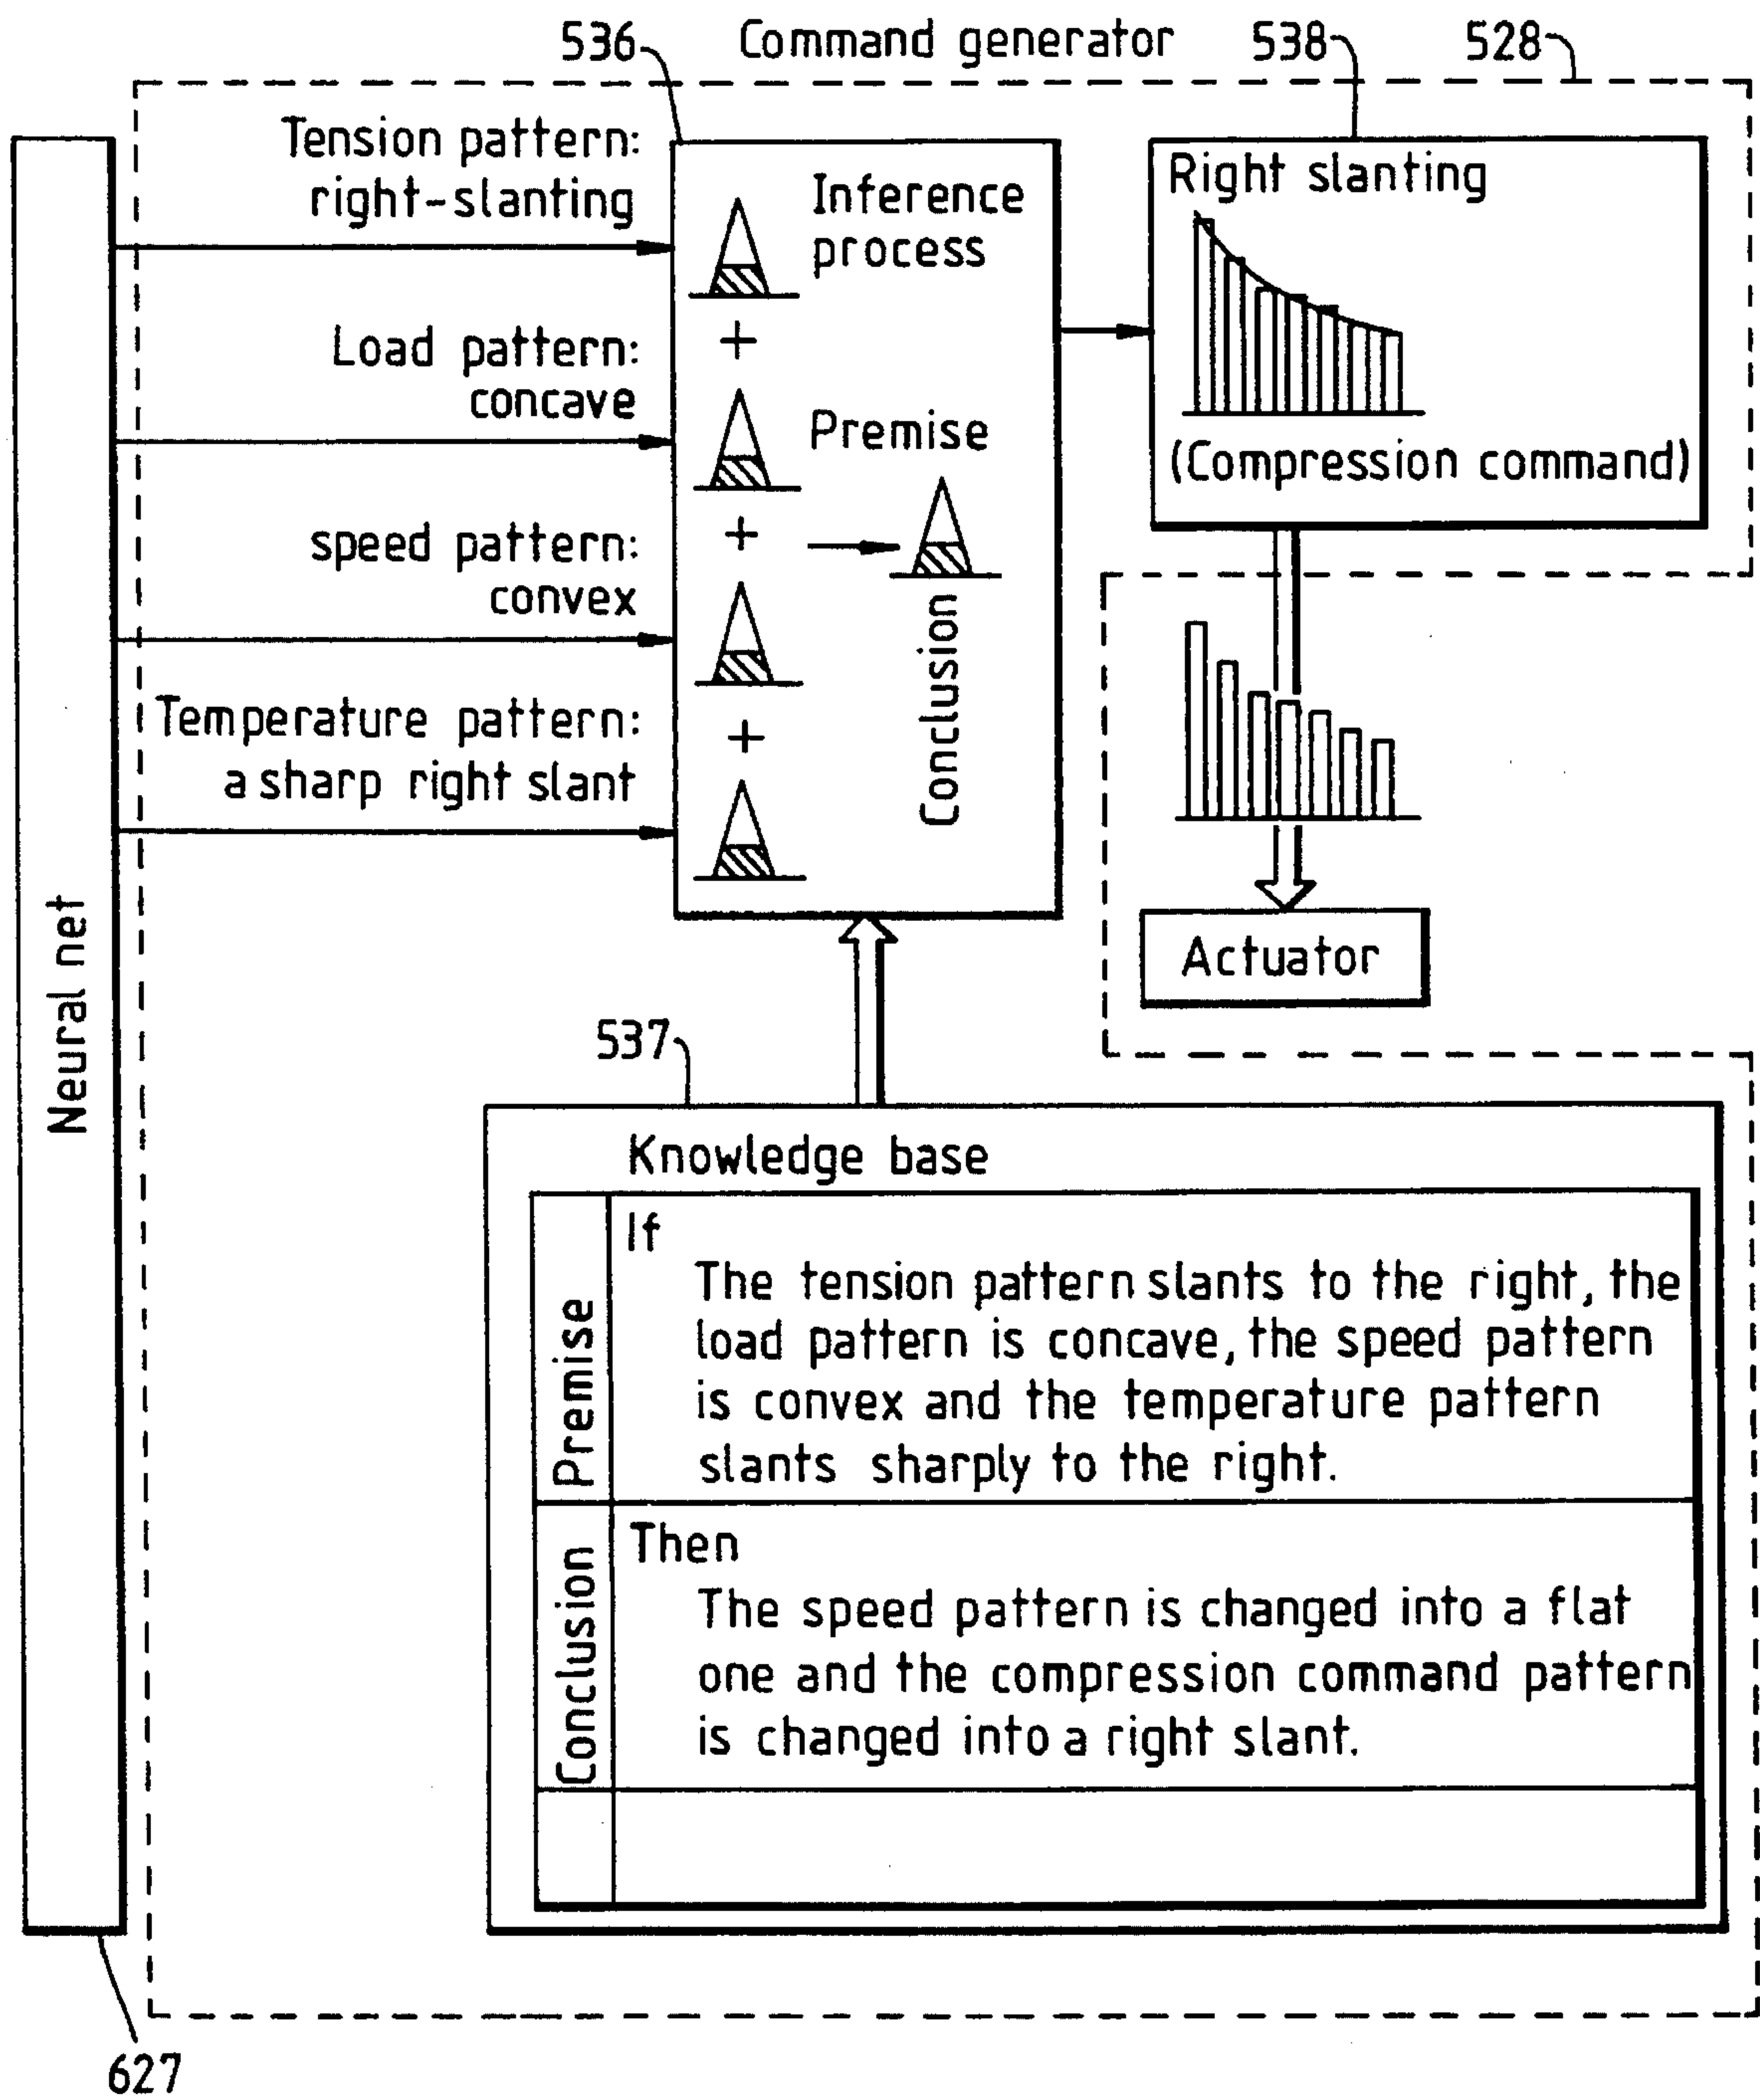 536
Command generator
538
528
Tension pattern:
right-slanting
Load pattern:
concave
speed pattern:
convex
Temperature pattern:
a sharp right slant
Neural net
627
Inference
process
+
Premise
+
+
Conclusion
Right slanting
(Compression command)
Actuator
537
Knowledge base
Premise
If
The tension pattern slants to the right, the
load pattern is concave, the speed pattern
is convex and the temperature pattern
slants sharply to the right.
Conclusion
Then
The speed pattern is changed into a flat
one and the compression command pattern
is changed into a right slant.